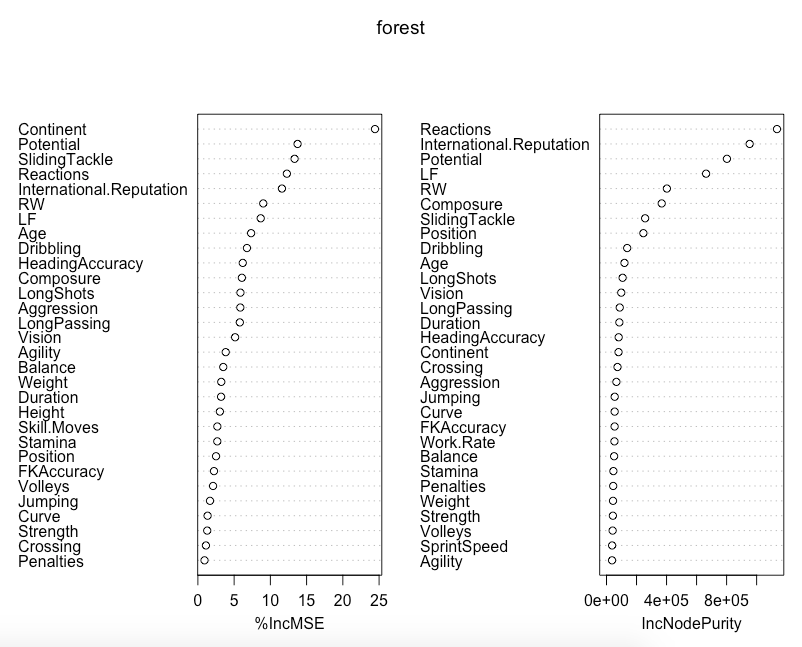 forest
Continent
Potential
SlidingTackle
Reactions
International.Reputation
RW
LF
Age
Dribbling
HeadingAccuracy
Composure
LongShots
Aggression
LongPassing
Vision
Agility
Balance
Weight
Duration
Height
Skill.Moves
Stamina
Position
FKAccuracy
Volleys
Jumping
Curve
Strength
Crossing
Penalties
0 5 10 15 20 25
%IncMSE
Reactions
International.Reputation
Potential
LF
RW
Composure
SlidingTackle
Position
Dribbling
Age
LongShots
Vision
LongPassing
Duration
HeadingAccuracy
Continent
Crossing
Aggression
Jumping
Curve
FKAccuracy
Work.Rate
Balance
Stamina
Penalties
Weight
Strength
Volleys
SprintSpeed
Agility
0e+00 4e+05 8e+05
IncNodePurity